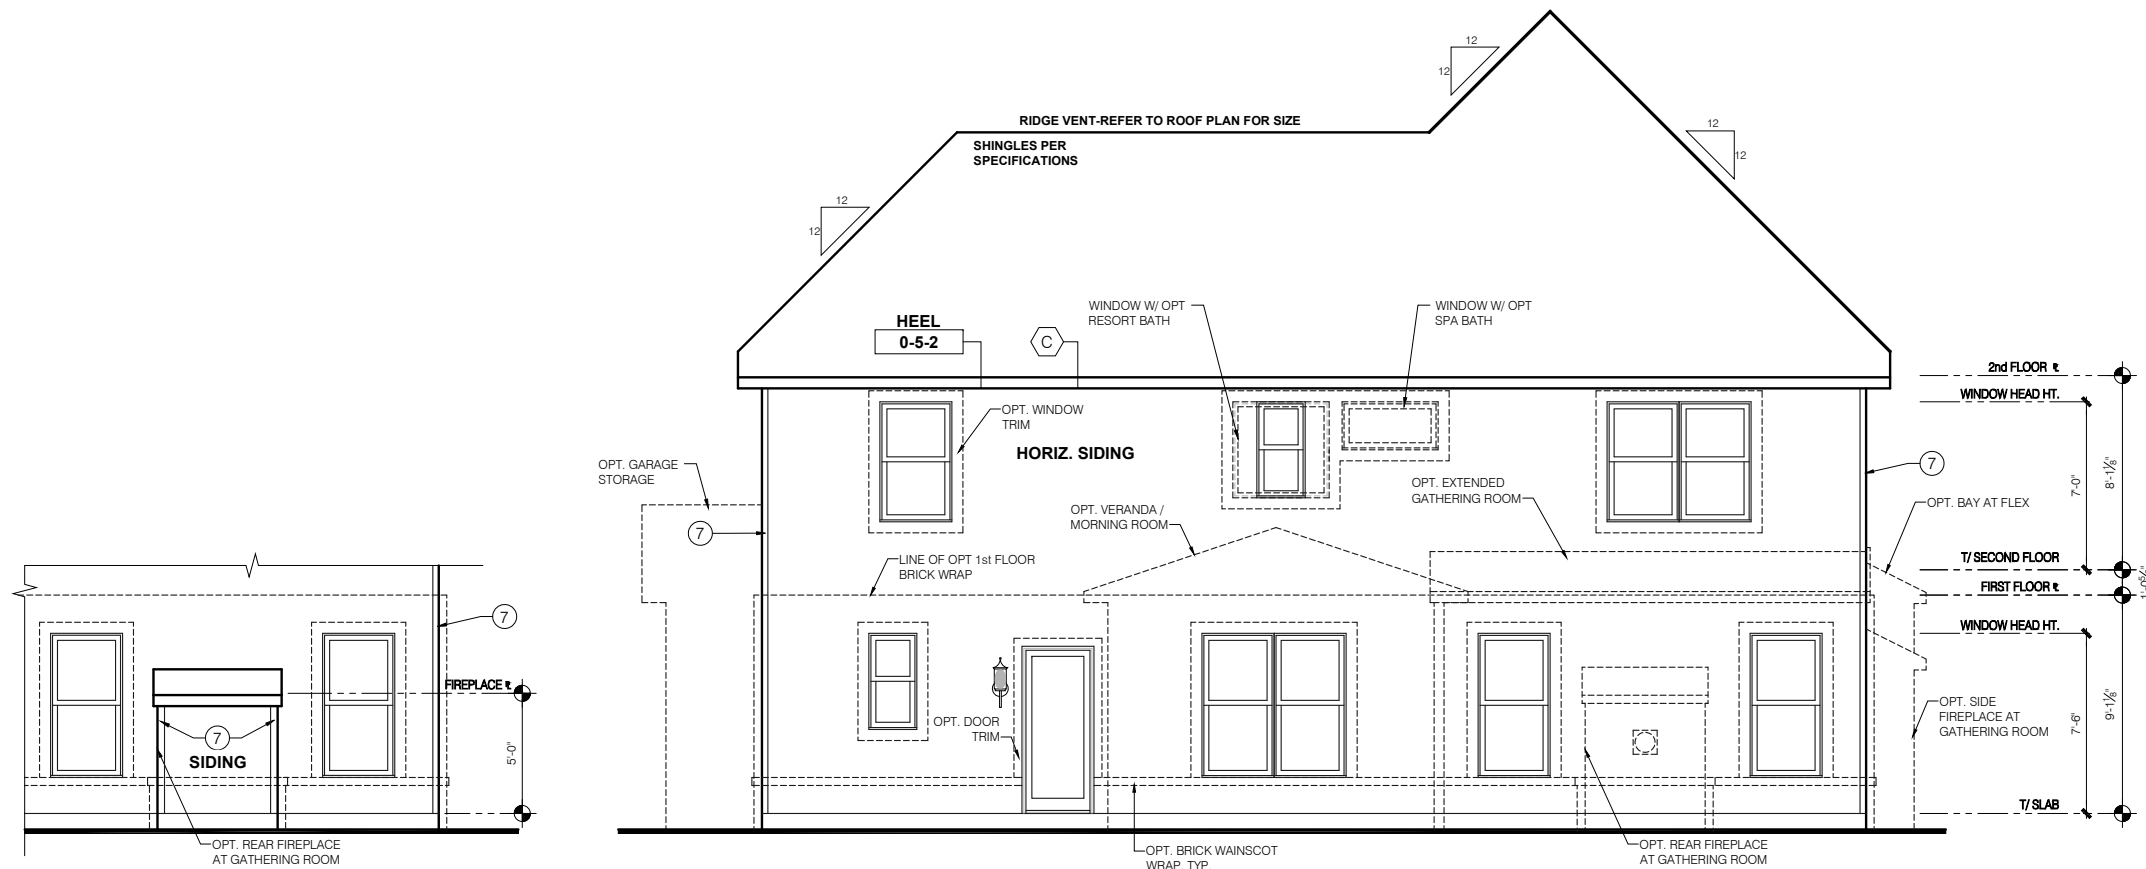 12
12
12
12
RIDGE VENT-REFER TO ROOF PLAN FOR SIZE
SHINGLES PER
SPECIFICATIONS
12
12
HEEL
0-5-2
C
WINDOW W/ OPT
RESORT BATH
WINDOW W/ OPT
SPA BATH
2nd FLOOR ℄
WINDOW HEAD HT.
OPT. WINDOW
TRIM
HORIZ. SIDING
OPT. GARAGE
STORAGE
7
OPT. EXTENDED
GATHERING ROOM
OPT. VERANDA /
MORNING ROOM
7
OPT. BAY AT FLEX
7'-0"
8'-1⅛"
LINE OF OPT 1st FLOOR
BRICK WRAP
T/ SECOND FLOOR
FIRST FLOOR ℄
1'-0⅝"
WINDOW HEAD HT.
7
FIREPLACE ℄
7
SIDING
5'-0"
OPT. DOOR
TRIM
OPT. SIDE
FIREPLACE AT
GATHERING ROOM
7'-6"
9'-1⅛"
T/ SLAB
OPT. REAR FIREPLACE
AT GATHERING ROOM
OPT. BRICK WAINSCOT
WRAP, TYP.
OPT. REAR FIREPLACE
AT GATHERING ROOM